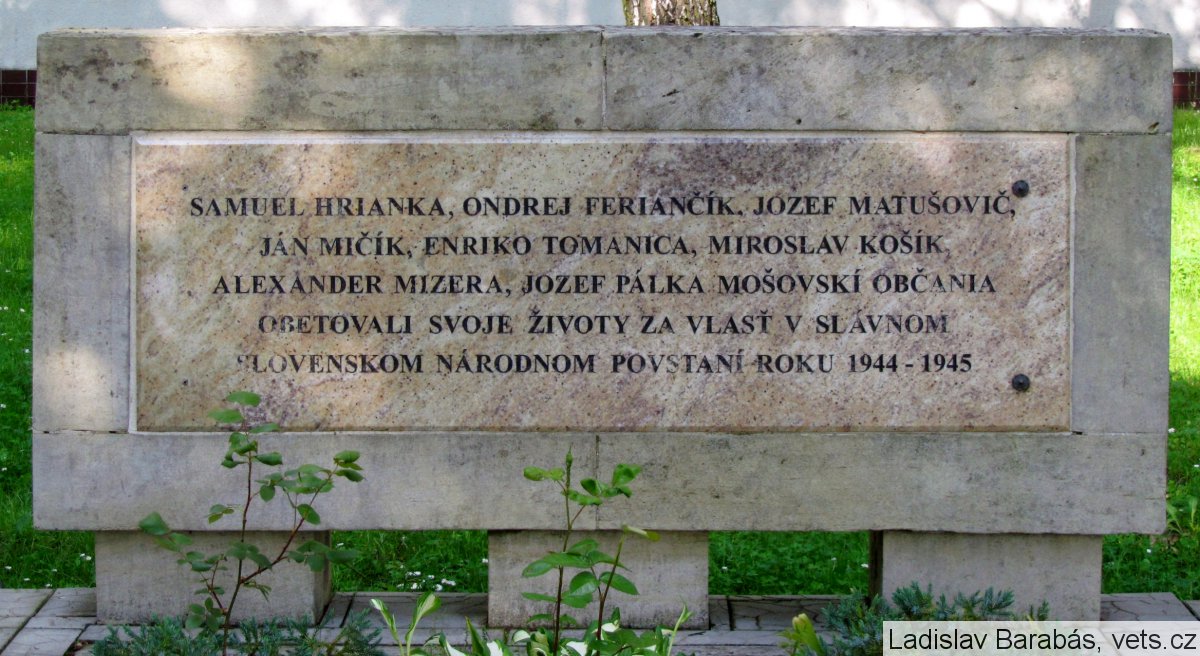 SAMUEL HRIANKA, ONDREJ FERIANČÍK, JOZEF MATUŠOVIČ,
JÁN MIČÍK, ENRIKO TOMANICA, MIROSLAV KOŠÍK,
ALEXANDER MIZERA, JOZEF PÁLKA MOŠOVSKÍ OBČANIA
OBETOVALI SVOJE ŽIVOTY ZA VLASŤ V SLÁVNOM
SLOVENSKOM NÁRODNOM POVSTANÍ ROKU 1944 - 1945
Ladislav Barabás, vets.cz